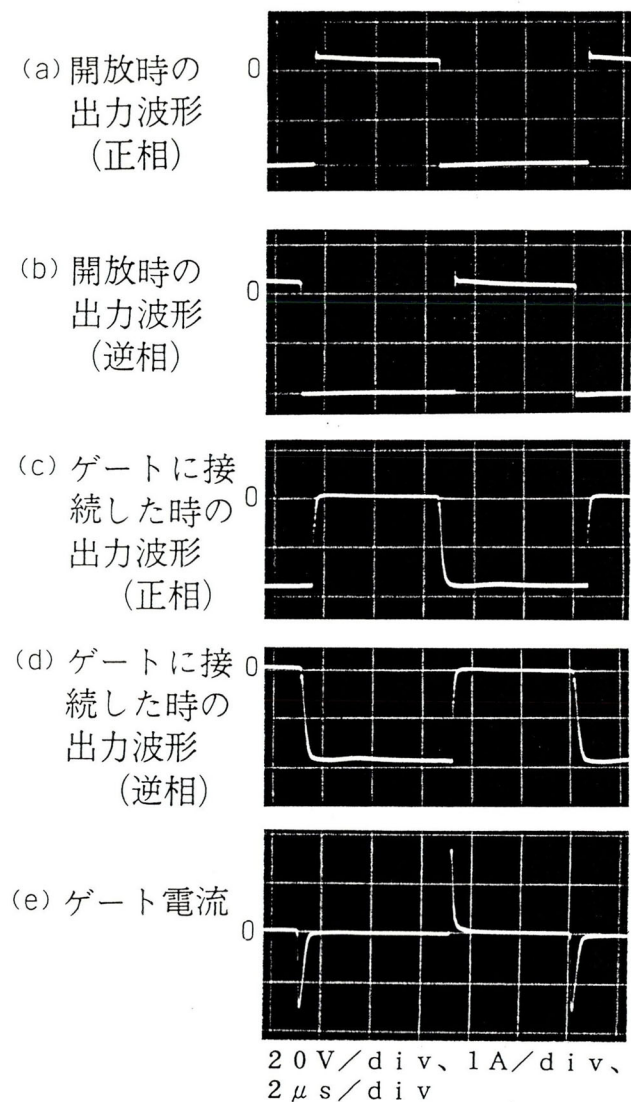 (a) 開放時の
出力波形
(正相)
0
(b) 開放時の
出力波形
(逆相)
0
(c) ゲートに接
続した時の
出力波形
(正相)
0
(d) ゲートに接
続した時の
出力波形
(逆相)
0
(e) ゲート電流
0
20V/div、1A/div、
2μs/div